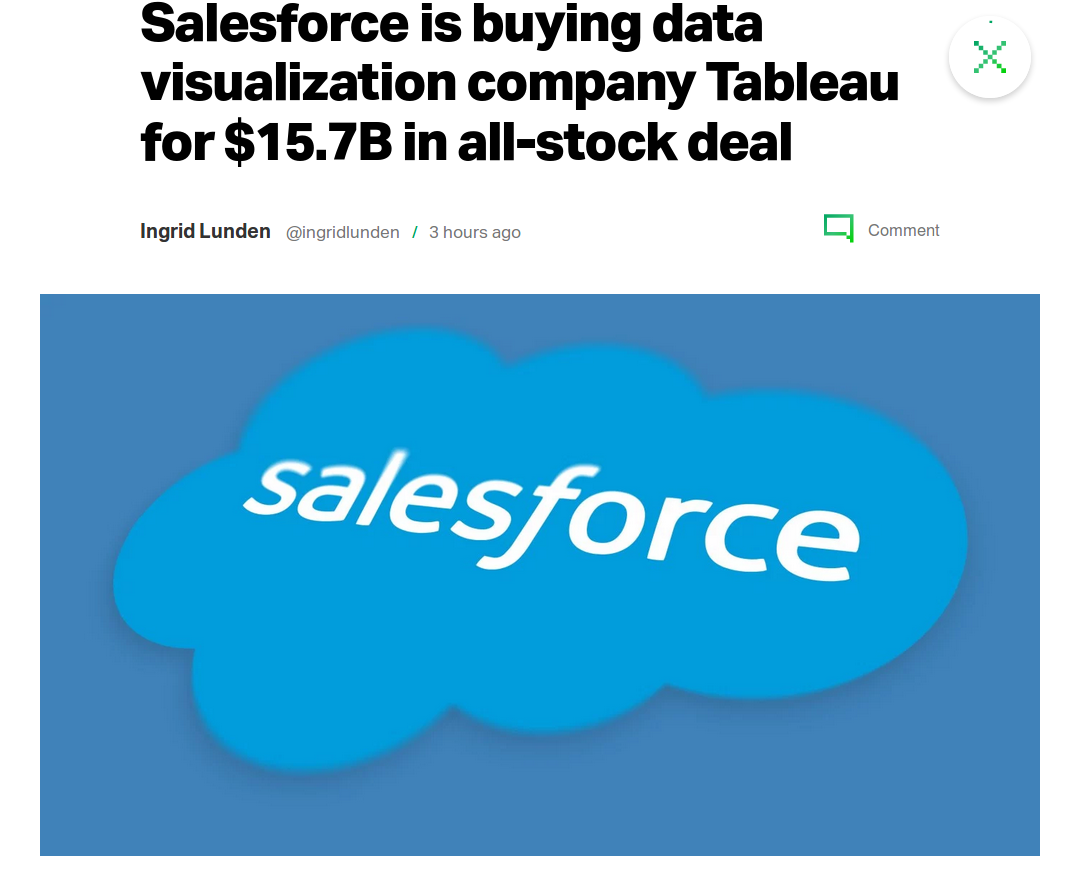 Salesforce is buying data
visualization company Tableau
for $15.7B in all-stock deal
Ingrid Lunden @ingridlunden / 3 hours ago
Comment
salesforce